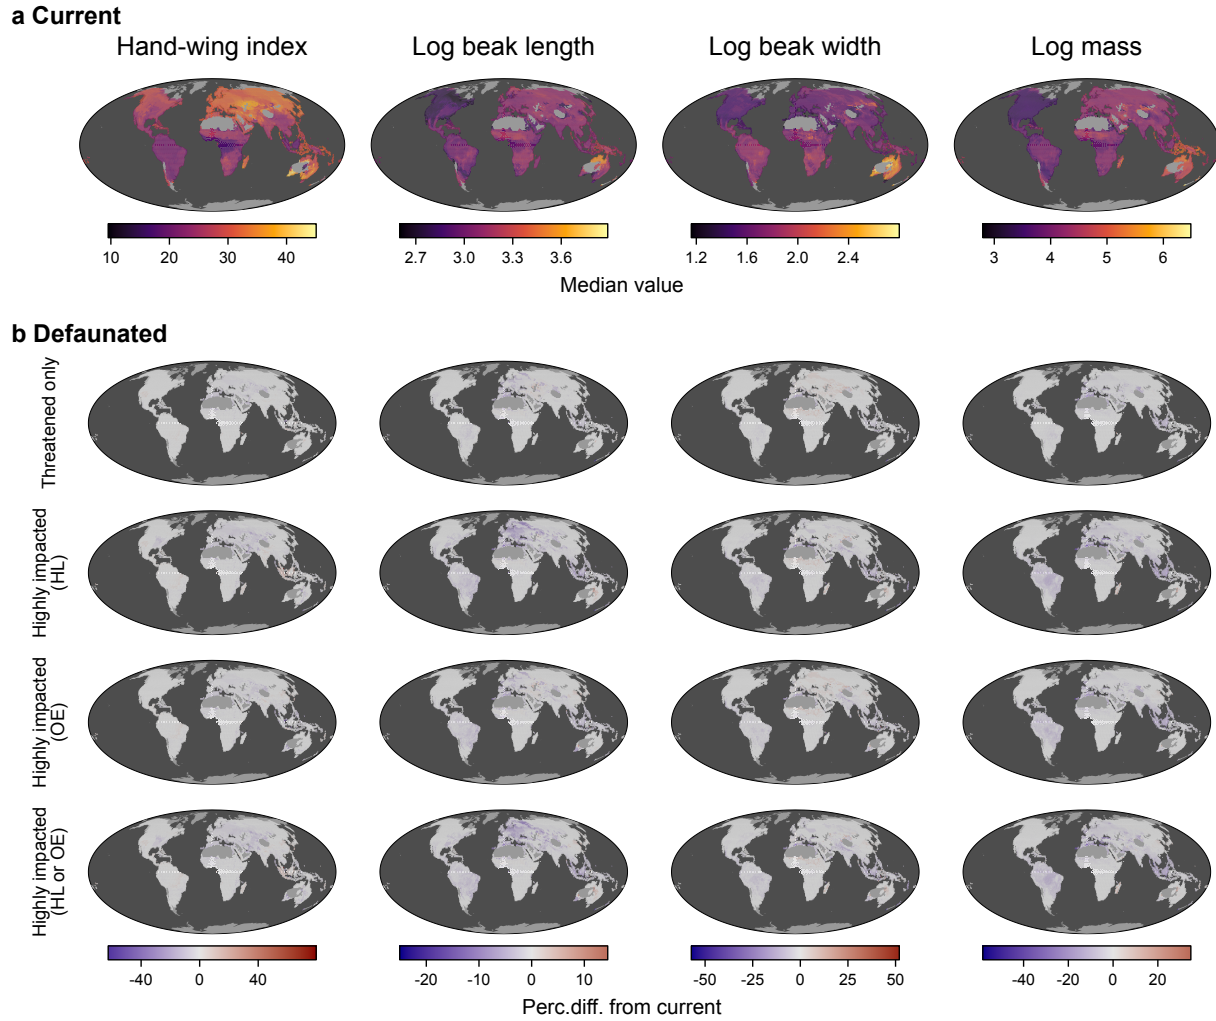 a Current
Hand-wing index
Log beak length
Log beak width
Log mass
10 20 30 40
2.7 3.0 3.3 3.6
1.2 1.6 2.0 2.4
3 4 5 6
Median value
b Defaunated
Threatened only
Highly impacted
(HL)
Highly impacted
(OE)
Highly impacted
(HL or OE)
-40 0 40
-20 -10 0 10
-50 -25 0 25 50
-40 -20 0 20
Perc.diff. from current